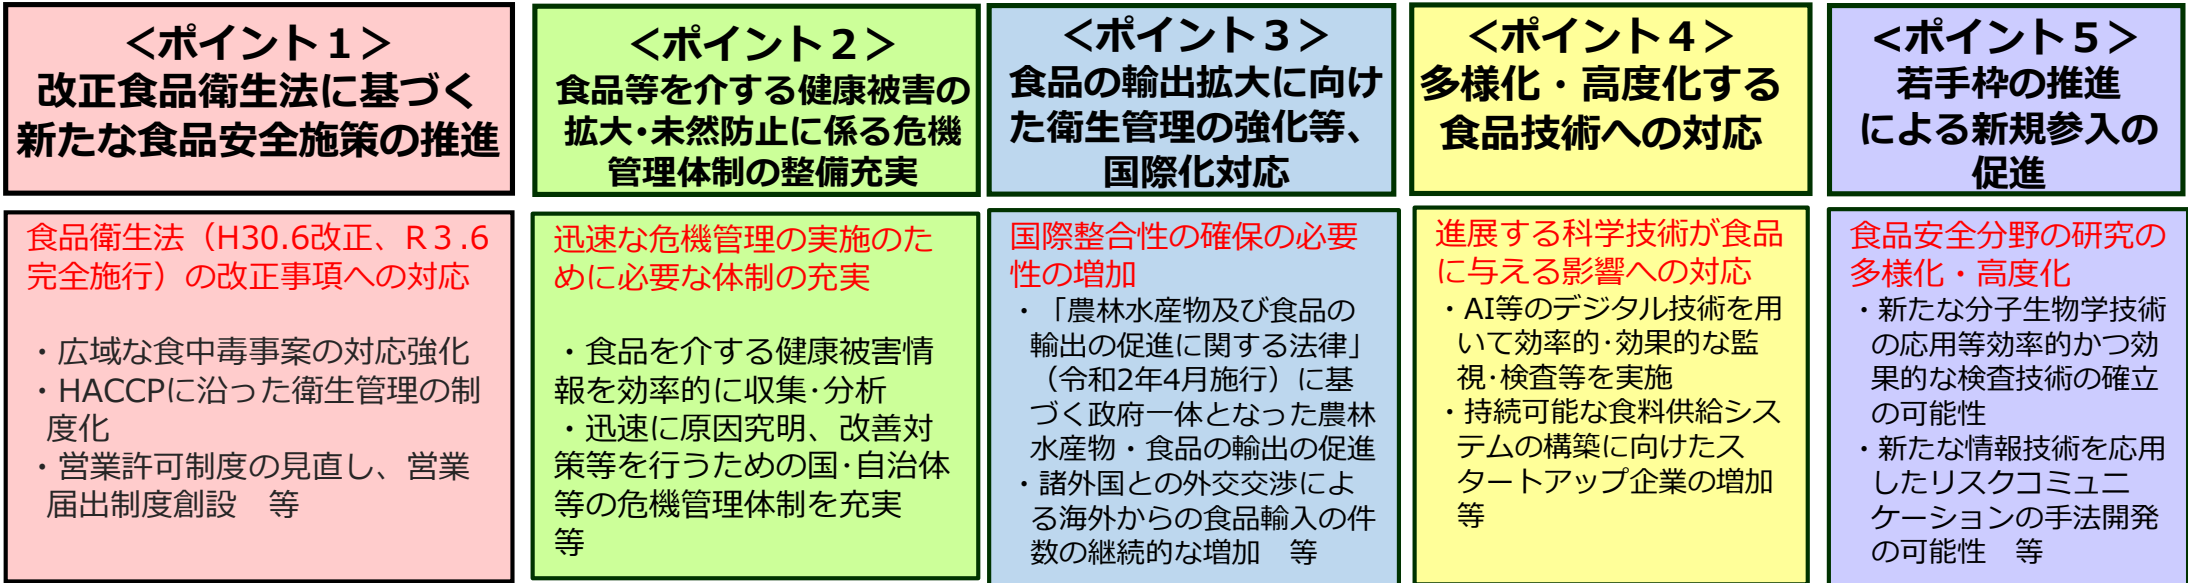 ＜ポイント１＞
改正食品衛生法に基づく
新たな食品安全施策の推進
食品衛生法（H30.6改正、R３.6
完全施行）の改正事項への対応
・広域な食中毒事案の対応強化
・HACCPに沿った衛生管理の制
度化
・営業許可制度の見直し、営業
届出制度創設　等
＜ポイント２＞
食品等を介する健康被害の
拡大･未然防止に係る危機
管理体制の整備充実
迅速な危機管理の実施のた
めに必要な体制の充実
・食品を介する健康被害情
報を効率的に収集･分析
・迅速に原因究明、改善対
策等を行うための国･自治体
等の危機管理体制を充実
等
＜ポイント３＞
食品の輸出拡大に向け
た衛生管理の強化等、
国際化対応
国際整合性の確保の必要
性の増加
・「農林水産物及び食品の
輸出の促進に関する法律」
（令和2年4月施行）に基
づく政府一体となった農林
水産物・食品の輸出の促進
・諸外国との外交交渉によ
る海外からの食品輸入の件
数の継続的な増加　等
＜ポイント４＞
多様化・高度化する
食品技術への対応
進展する科学技術が食品
に与える影響への対応
・AI等のデジタル技術を用
いて効率的･効果的な監
視･検査等を実施
・持続可能な食料供給シス
テムの構築に向けたス
タートアップ企業の増加
等
＜ポイント５＞
若手枠の推進
による新規参入の
促進
食品安全分野の研究の
多様化・高度化
・新たな分子生物学技術
の応用等効率的かつ効
果的な検査技術の確立
の可能性
・新たな情報技術を応用
したリスクコミュニ
ケーションの手法開発
の可能性　等